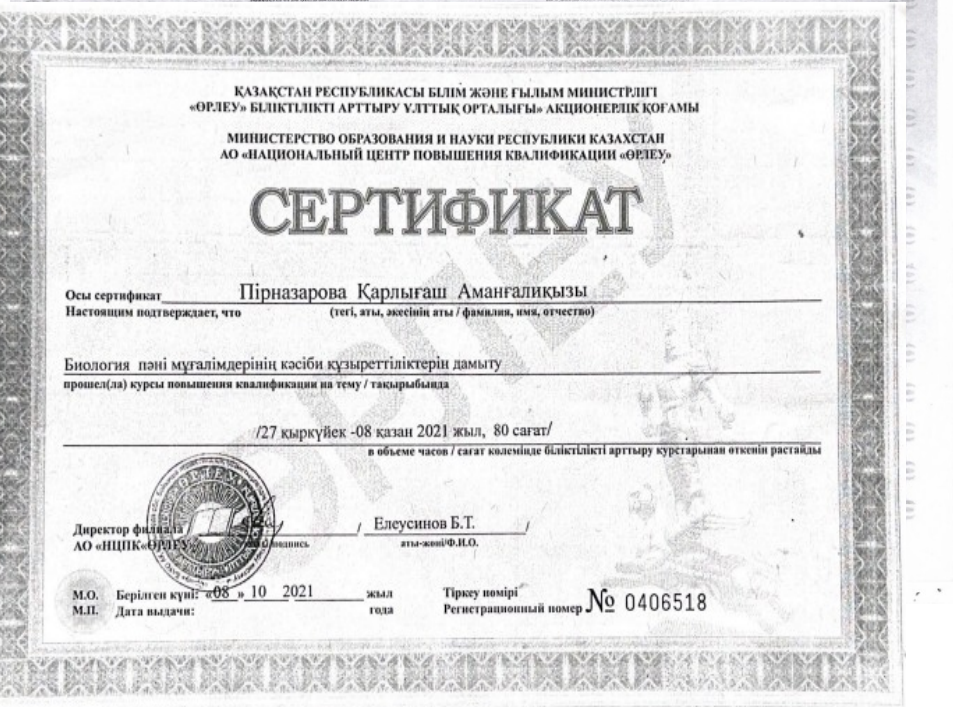 ҚАЗАҚСТАН РЕСПУБЛИКАСЫ БІЛІМ ЖӘНЕ ҒЫЛЫМ МИНИСТРЛІГІ
«ӨРЛЕУ» БІЛІКТІЛІКТІ АРТТЫРУ ҰЛТТЫҚ ОРТАЛЫҒЫ» АКЦИОНЕРЛІК ҚОҒАМЫ
МИНИСТЕРСТВО ОБРАЗОВАНИЯ И НАУКИ РЕСПУБЛИКИ КАЗАХСТАН
АО «НАЦИОНАЛЬНЫЙ ЦЕНТР ПОВЫШЕНИЯ КВАЛИФИКАЦИИ «ӨРЛЕУ»
СЕРТИФИКАТ
Осы сертификат Пірназарова Қарлығаш Аманғалиқызы
Настоящим подтверждает, что (тегі, аты, әкесінің аты / фамилия, имя, отчество)
Биология пәні мұғалімдерінің кәсіби құзыреттіліктерін дамыту
прошел(ла) курсы повышения квалификации на тему / тақырыбында
/27 қыркүйек -08 қазан 2021 жыл, 80 сағат/
в объеме часов / сағат көлемінде біліктілікті арттыру курстарынан өткенін растайды
Директор филиала / Елеусинов Б.Т. /
АО «НЦПК«ӨРЛЕУ» подпись аты-жөні/Ф.И.О.
М.О. Берілген күні: «08 » 10 2021 жыл Тіркеу нөмірі
М.П. Дата выдачи: года Регистрационный номер № 0406518
ӨРЛЕУ